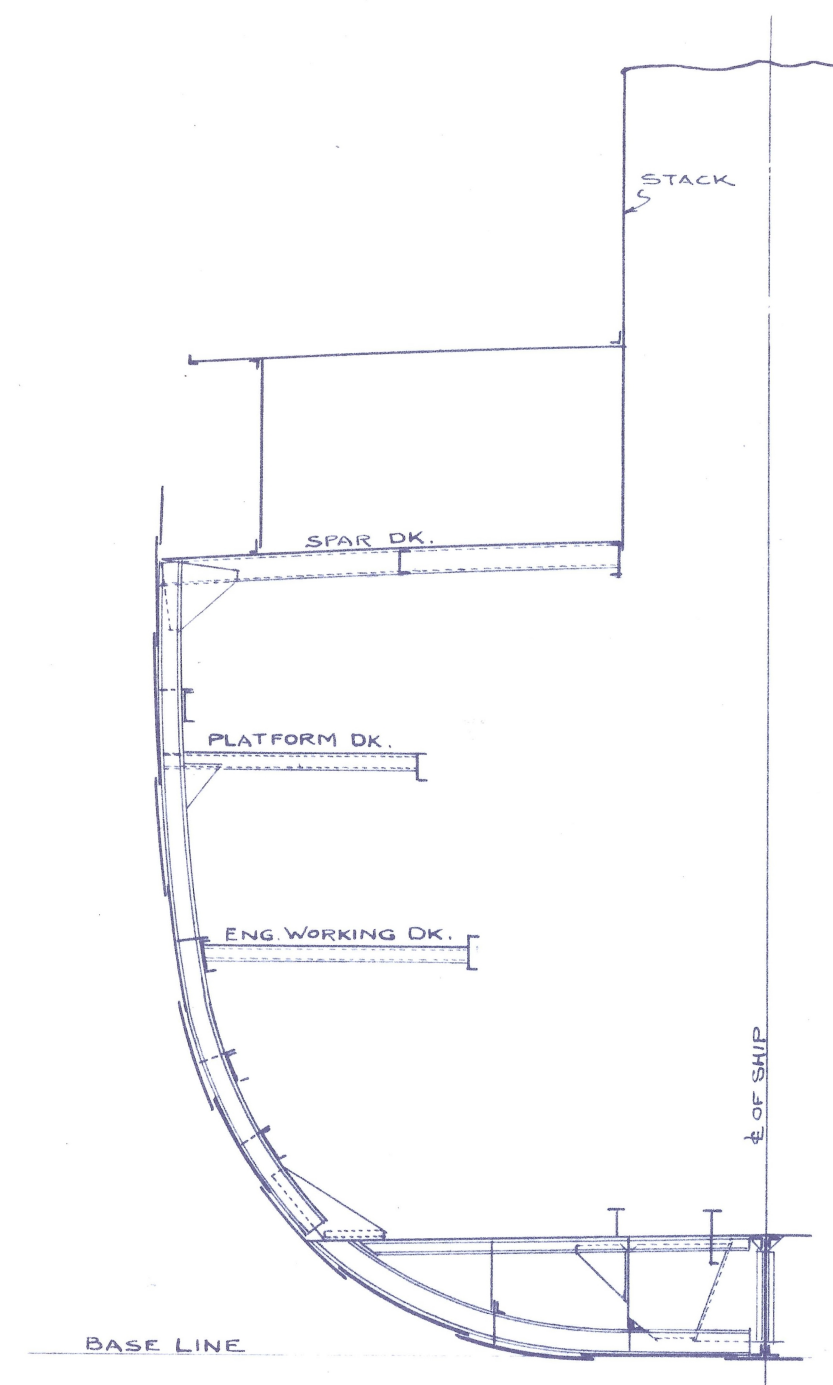 STACK
SPAR DK.
PLATFORM DK.
ENG. WORKING DK.
℄ OF SHIP
BASE LINE